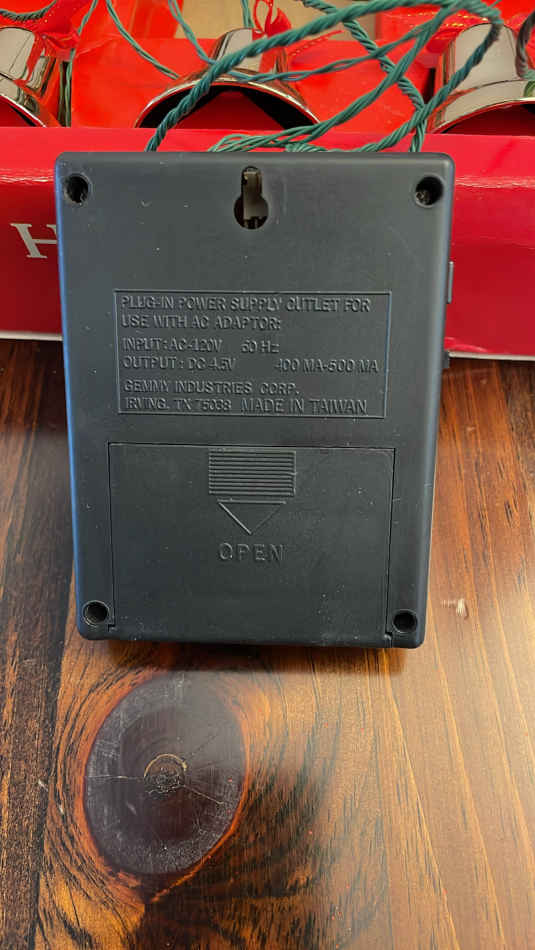 H
PLUG-IN POWER SUPPLY OUTLET FOR
USE WITH AC ADAPTOR:
INPUT: AC-120V 60 Hz
OUTPUT: DC-4.5V 400 MA-500 MA
GEMMY INDUSTRIES CORP.
IRVING. TX 75038 MADE IN TAIWAN
OPEN